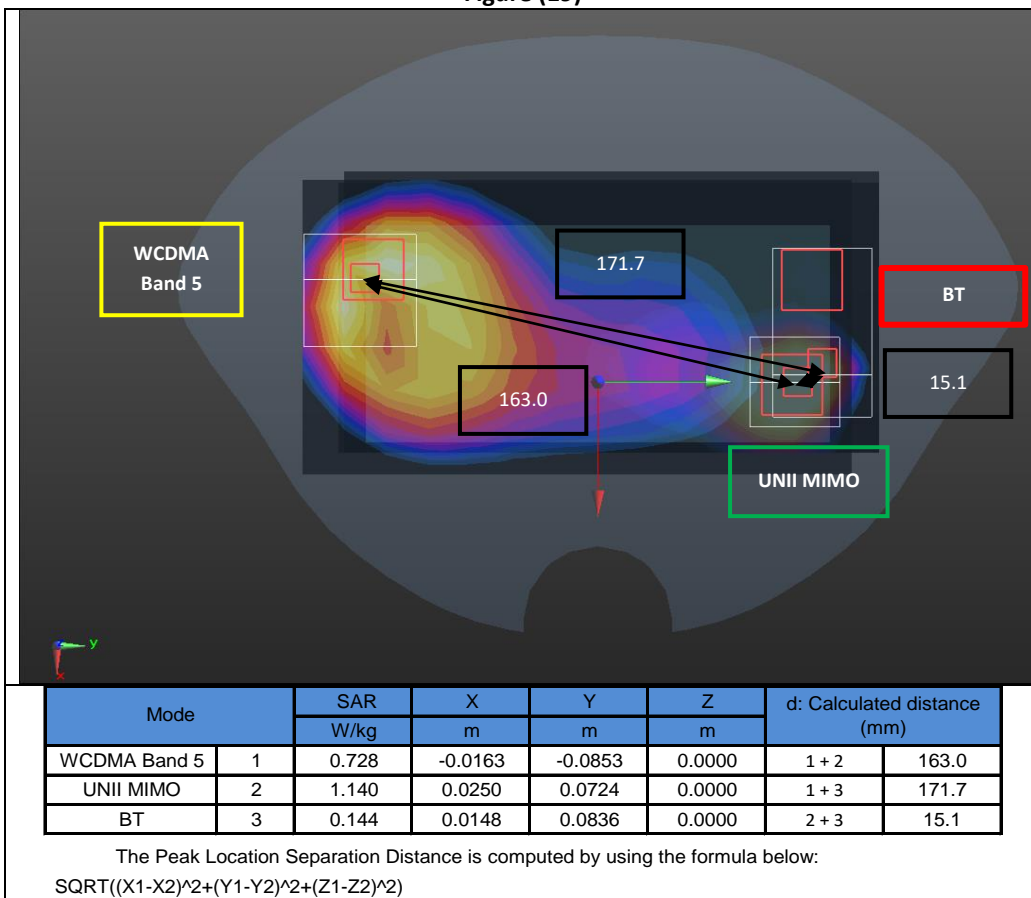 WCDMA
Band 5
171.7
BT
163.0
15.1
UNII MIMO
Y
X
Mode SAR X Y Z d: Calculated distance (mm)
W/kg m m m
WCDMA Band 5 1 0.728 -0.0163 -0.0853 0.0000 1 + 2 163.0
UNII MIMO 2 1.140 0.0250 0.0724 0.0000 1 + 3 171.7
BT 3 0.144 0.0148 0.0836 0.0000 2 + 3 15.1
The Peak Location Separation Distance is computed by using the formula below:
SQRT((X1-X2)^2+(Y1-Y2)^2+(Z1-Z2)^2)